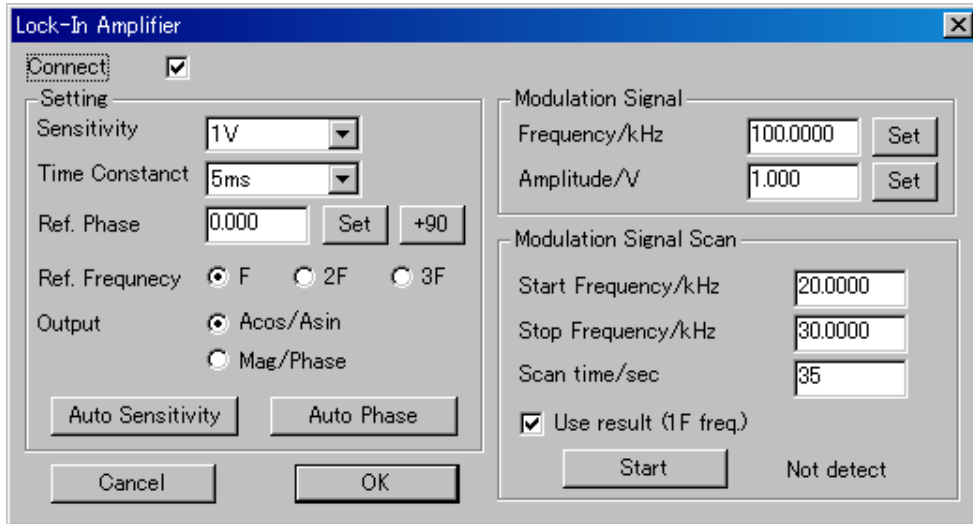 Lock-In Amplifier
Connect
Setting
Sensitivity 1V
Time Constanct 5ms
Ref. Phase 0.000 Set +90
Ref. Frequnecy F 2F 3F
Output Acos/Asin
Mag/Phase
Auto Sensitivity Auto Phase
Cancel OK
Modulation Signal
Frequency/kHz 100.0000 Set
Amplitude/V 1.000 Set
Modulation Signal Scan
Start Frequency/kHz 20.0000
Stop Frequency/kHz 30.0000
Scan time/sec 35
Use result (1F freq.)
Start Not detect